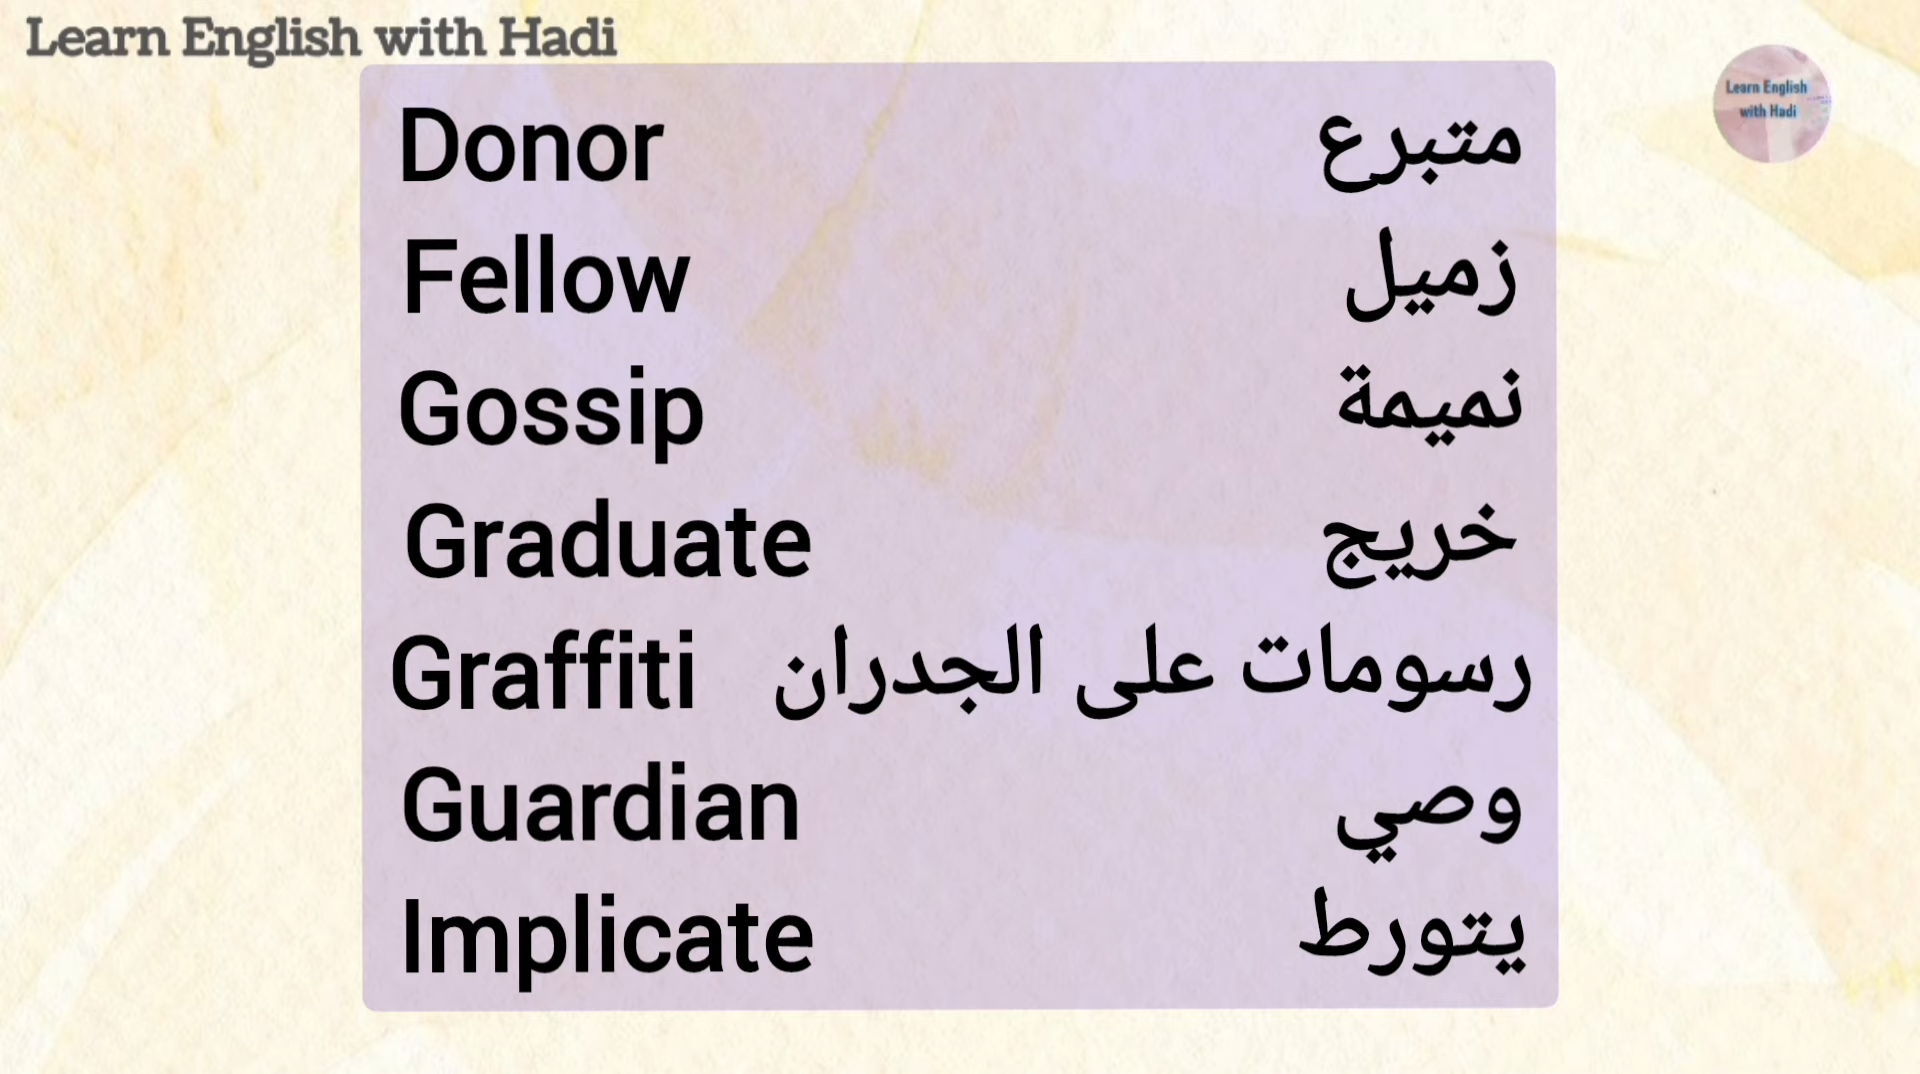 Learn English with Hadi
Learn English
with Hadi
Donor متبرع
Fellow زميل
Gossip نميمة
Graduate خريج
Graffiti رسومات على الجدران
Guardian وصي
Implicate يتورط